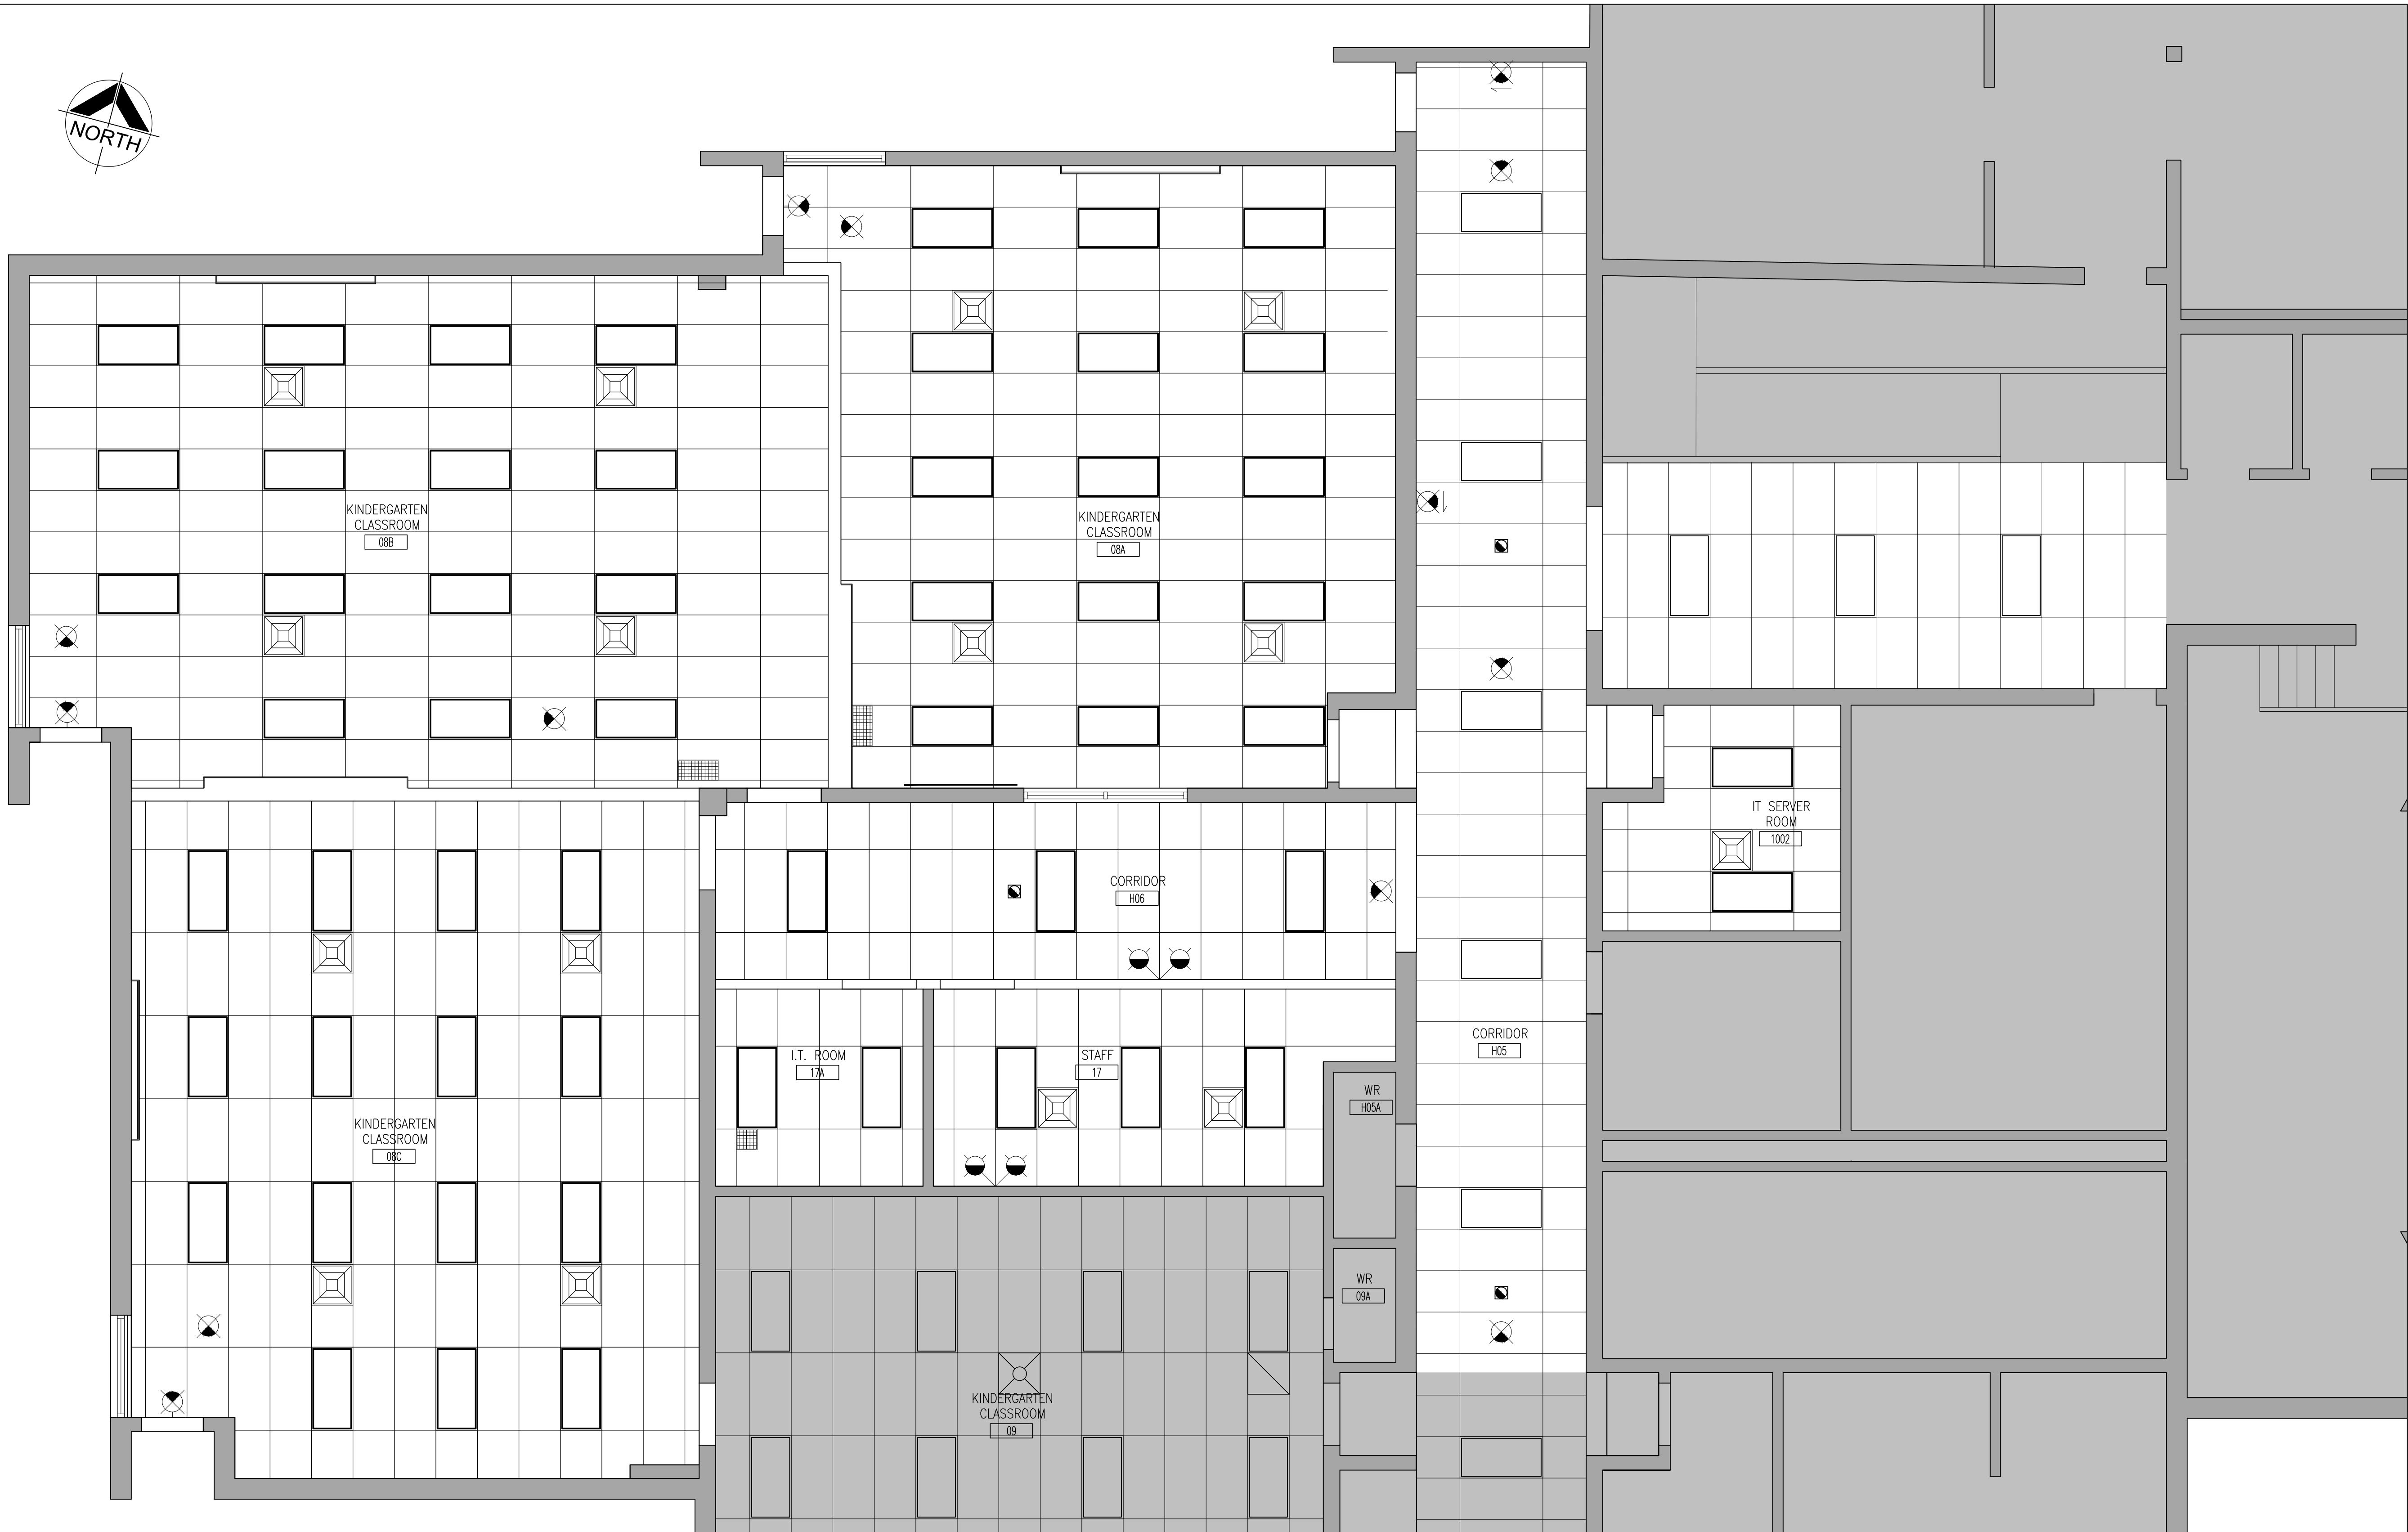 NORTH
KINDERGARTEN
CLASSROOM
08B
KINDERGARTEN
CLASSROOM
08A
IT SERVER
ROOM
1002
CORRIDOR
H06
CORRIDOR
H05
I.T. ROOM
17A
STAFF
17
WR
H05A
KINDERGARTEN
CLASSROOM
08C
WR
09A
KINDERGARTEN
CLASSROOM
09